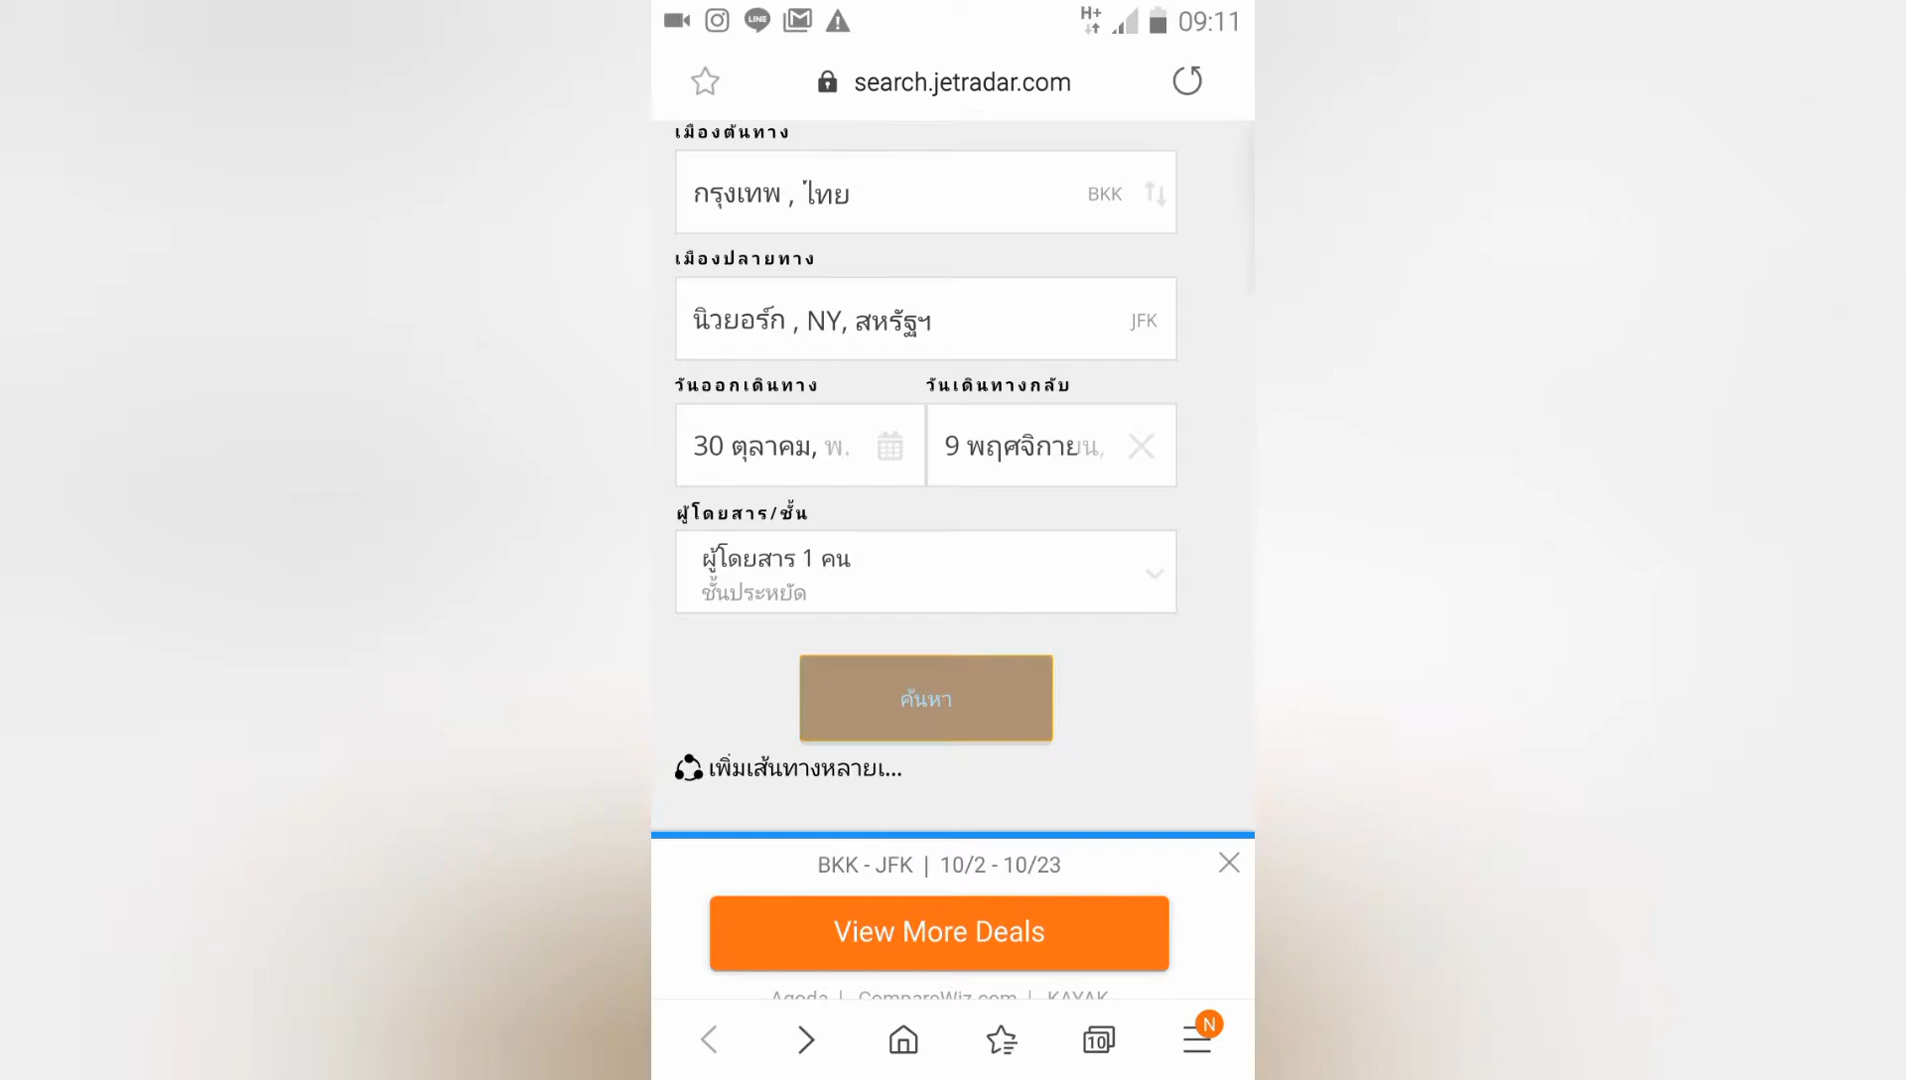 LINE
H+
09:11
search.jetradar.com
เมืองต้นทาง
กรุงเทพ , ไทย BKK
เมืองปลายทาง
นิวยอร์ก , NY, สหรัฐฯ JFK
วันออกเดินทาง วันเดินทางกลับ
30 ตุลาคม, พ. 9 พฤศจิกายน,
ผู้โดยสาร/ชั้น
ผู้โดยสาร 1 คน
ชั้นประหยัด
ค้นหา
เพิ่มเส้นทางหลายเ...
BKK - JFK | 10/2 - 10/23
View More Deals
Agoda | CompareWiz.com | KAYAK
10
N